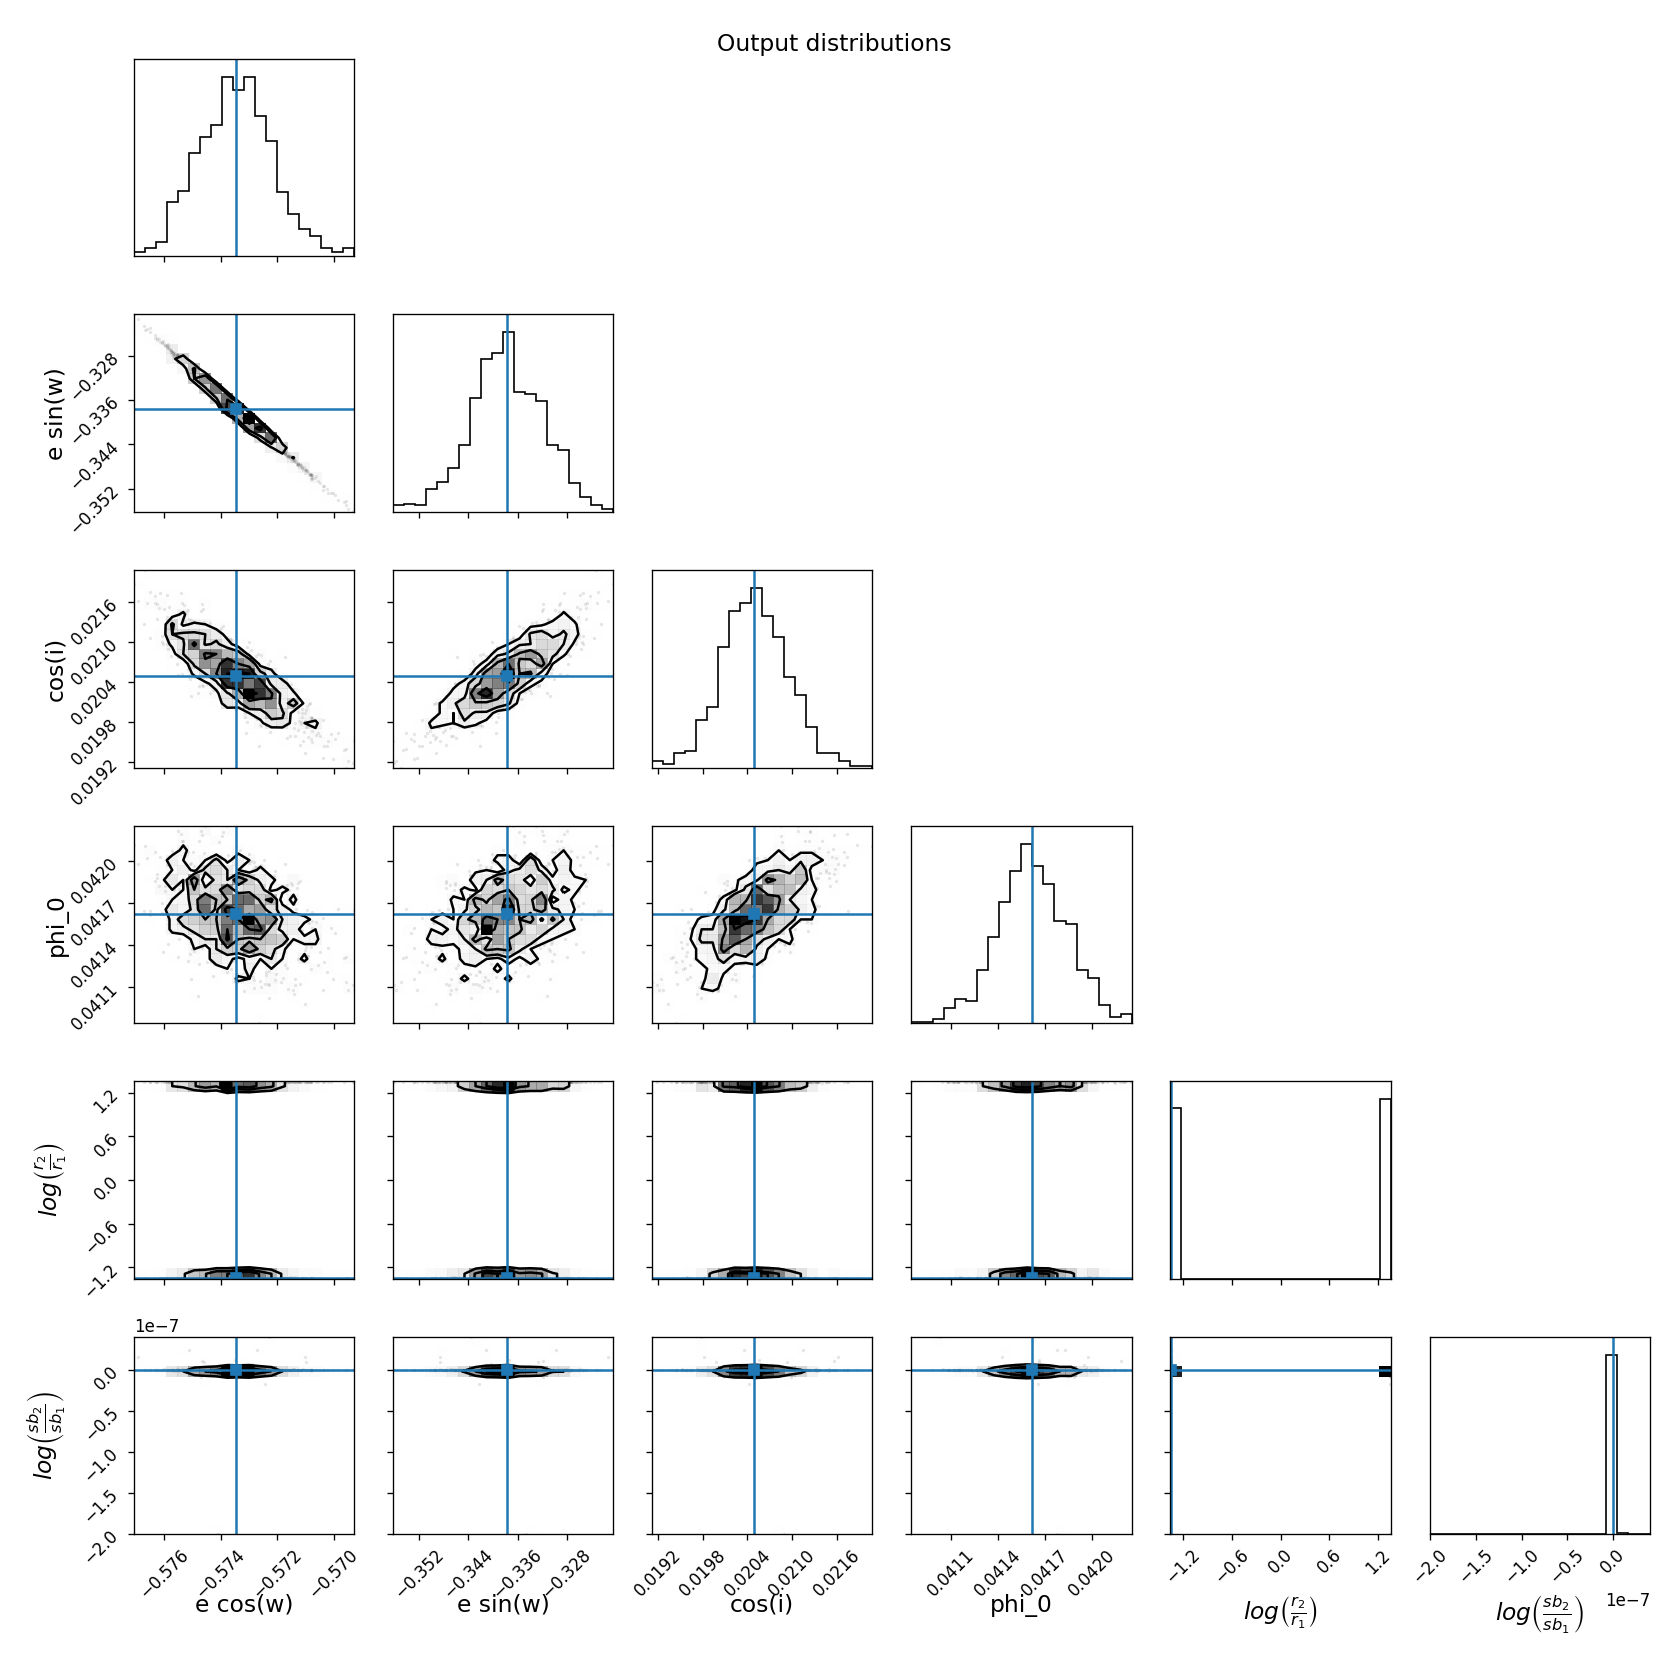 Output distributions
e sin(w)
−0.328
−0.336
−0.344
−0.352
cos(i)
0.0216
0.0210
0.0204
0.0198
0.0192
phi_0
0.0420
0.0417
0.0414
0.0411
log(r₂/r₁)
1.2
0.6
0.0
−0.6
−1.2
1e−7
log(sb₂/sb₁)
0.0
−0.5
−1.0
−1.5
−2.0
−0.576 −0.574 −0.572 −0.570
e cos(w)
−0.352 −0.344 −0.336 −0.328
e sin(w)
0.0192 0.0198 0.0204 0.0210 0.0216
cos(i)
0.0411 0.0414 0.0417 0.0420
phi_0
−1.2 −0.6 0.0 0.6 1.2
log(r₂/r₁)
−2.0 −1.5 −1.0 −0.5 0.0
1e−7
log(sb₂/sb₁)